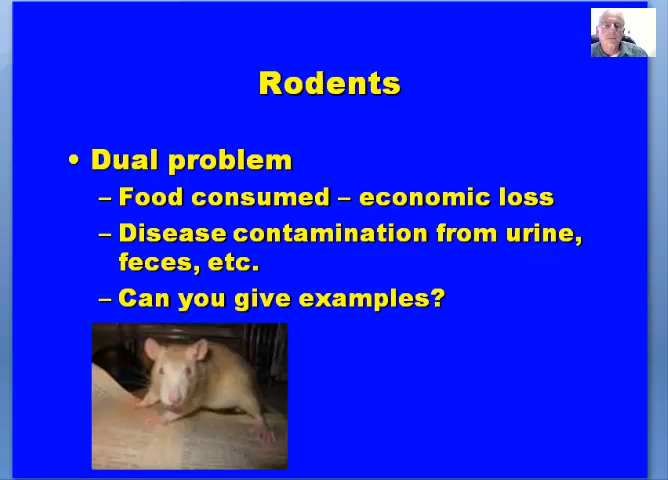 Rodents
• Dual problem
– Food consumed – economic loss
– Disease contamination from urine,
feces, etc.
– Can you give examples?